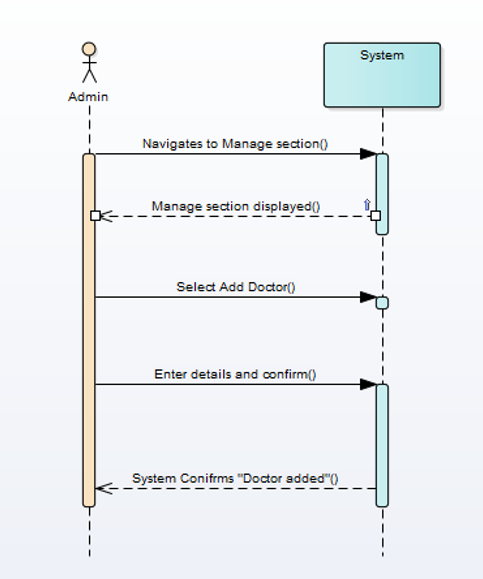 System
Admin
Navigates to Manage section()
Manage section displayed()
Select Add Doctor()
Enter details and confirm()
System Conifrms "Doctor added"()